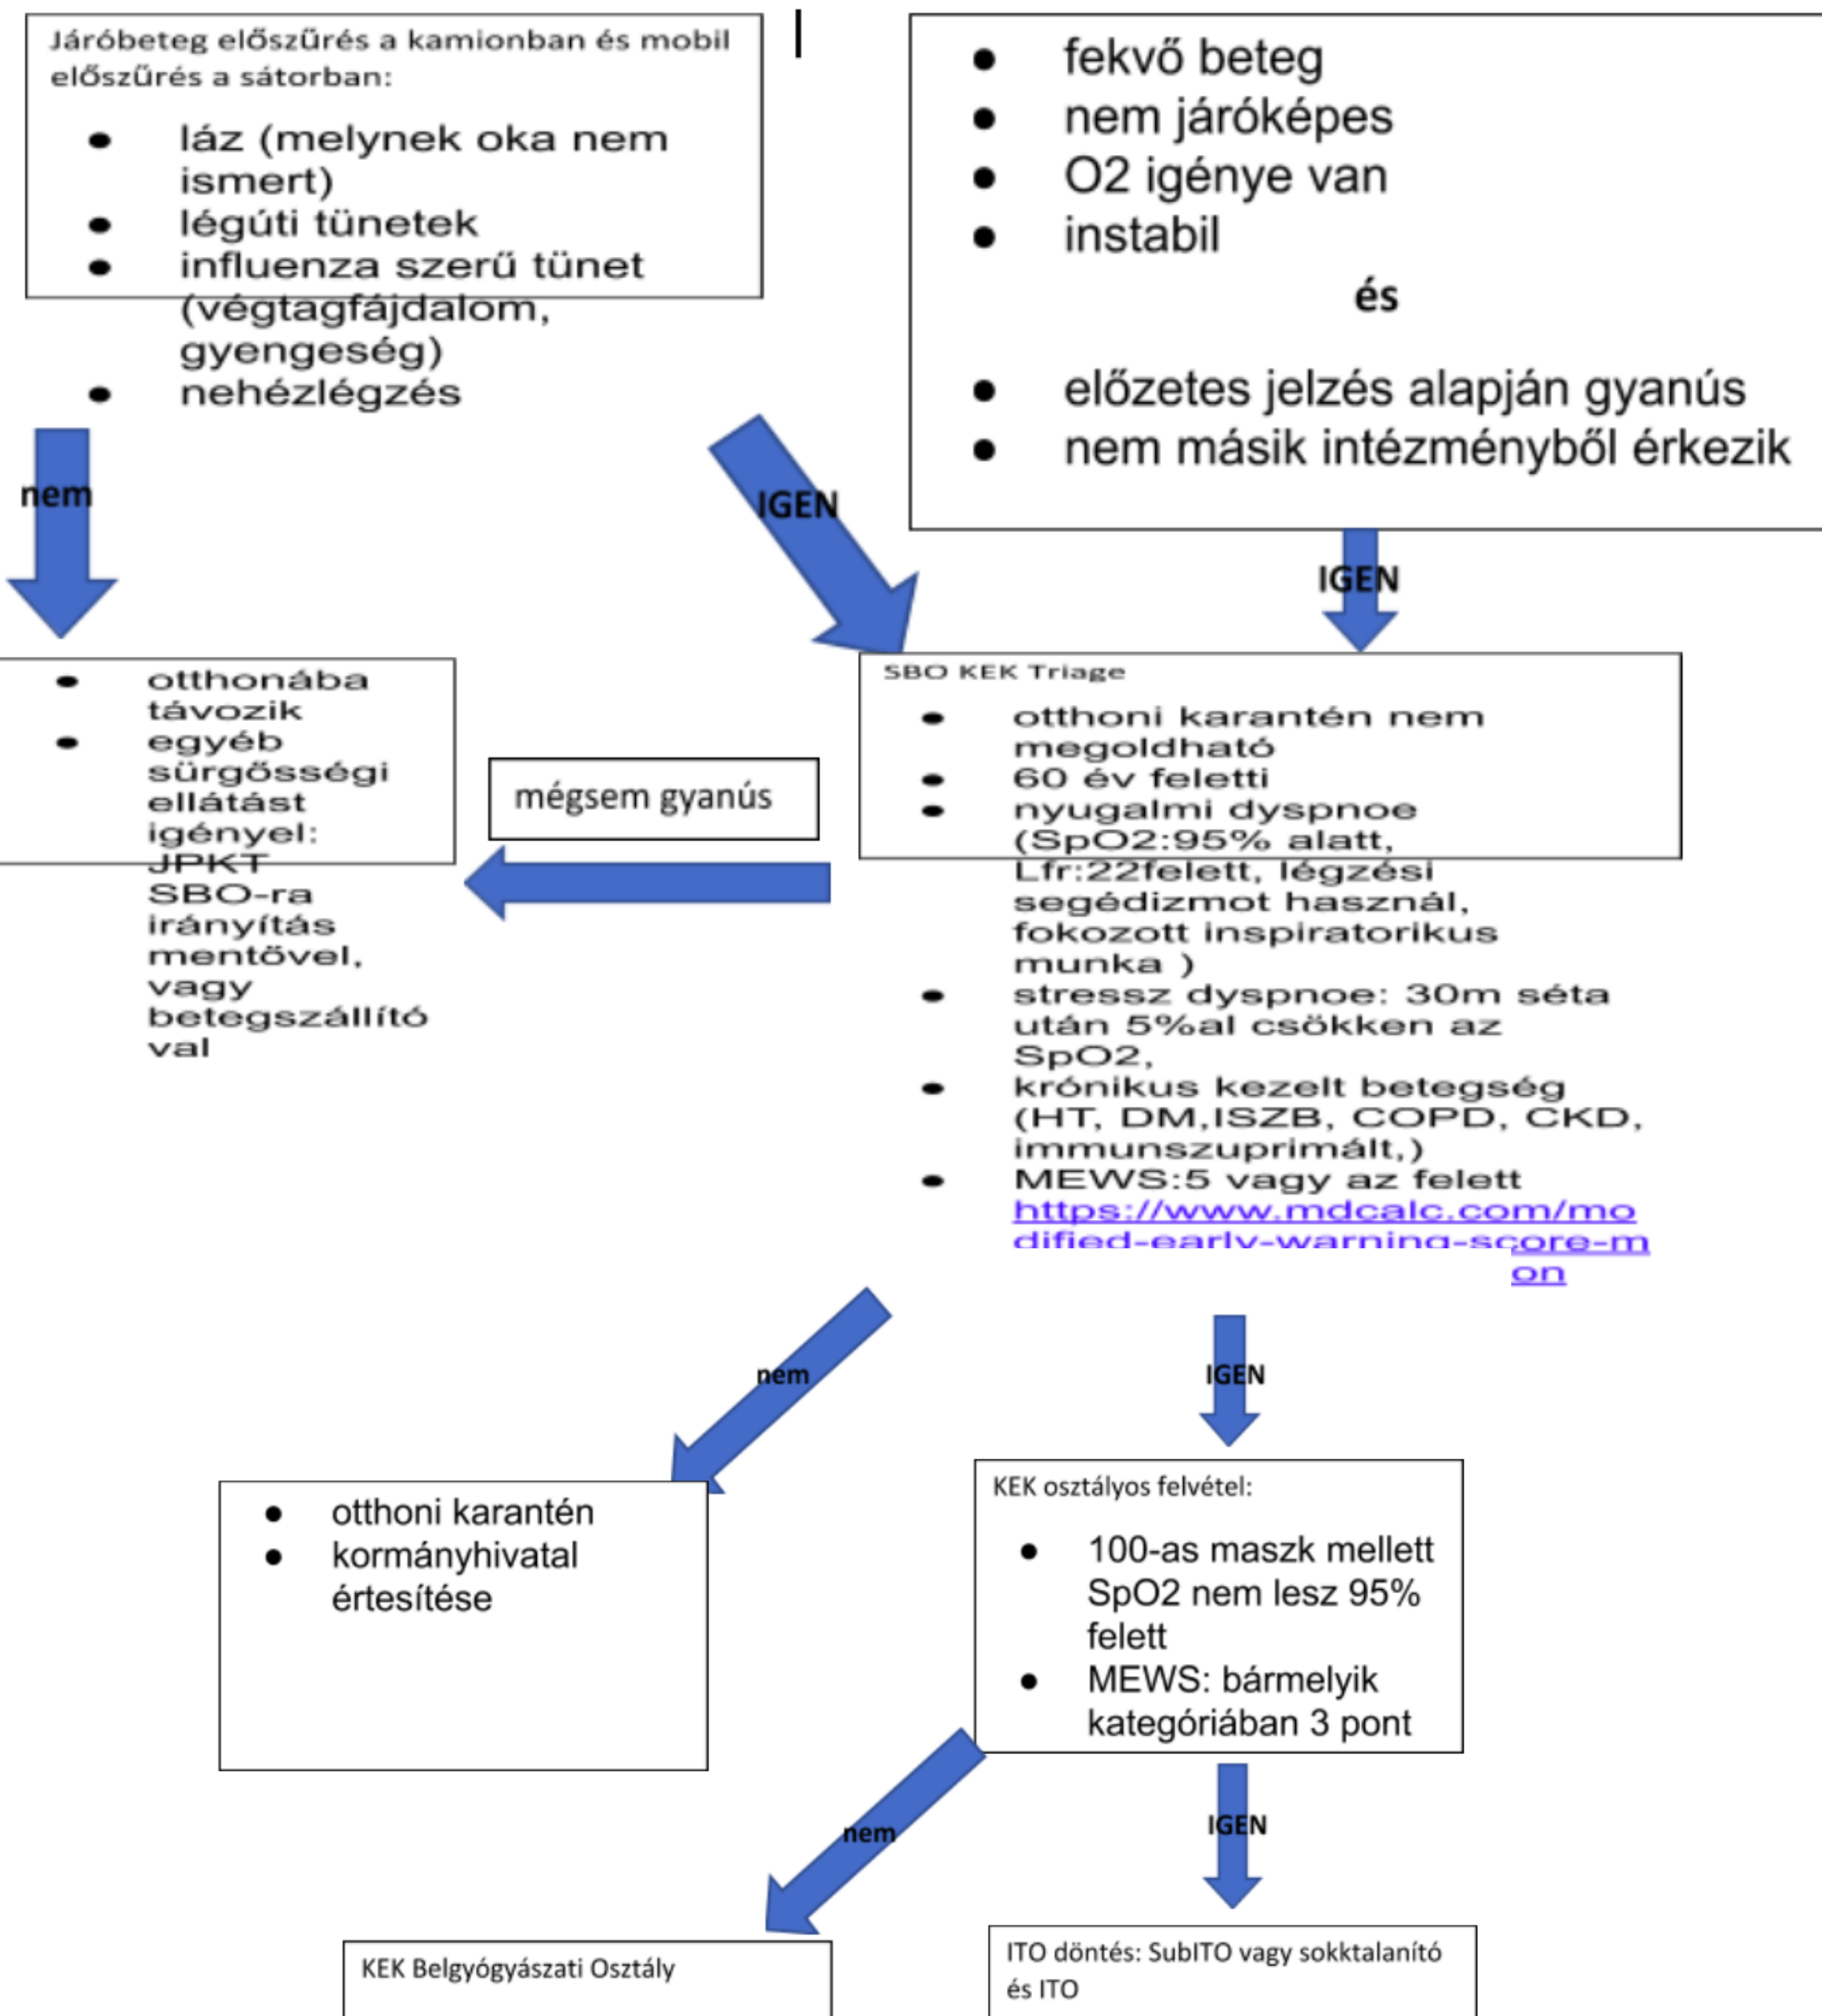 Járóbeteg előszűrés a kamionban és mobil
előszűrés a sátorban:
● láz (melynek oka nem
ismert)
● légúti tünetek
● influenza szerű tünet
(végtagfájdalom,
gyengeség)
● nehézlégzés
● fekvő beteg
● nem járóképes
● O2 igénye van
● instabil
és
● előzetes jelzés alapján gyanús
● nem másik intézményből érkezik
nem
IGEN
IGEN
● otthonába
távozik
● egyéb
sürgősségi
ellátást
igényel:
JPKT
SBO-ra
irányítás
mentővel,
vagy
betegszállító
val
mégsem gyanús
SBO KEK Triage
● otthoni karantén nem
megoldható
● 60 év feletti
● nyugalmi dyspnoe
(SpO2:95% alatt,
Lfr:22felett, légzési
segédizmot használ,
fokozott inspiratorikus
munka )
● stressz dyspnoe: 30m séta
után 5%al csökken az
SpO2,
● krónikus kezelt betegség
(HT, DM,ISZB, COPD, CKD,
immunszuprimált,)
● MEWS:5 vagy az felett
https://www.mdcalc.com/mo
dified-early-warning-score-m
on
nem
IGEN
● otthoni karantén
● kormányhivatal
értesítése
KEK osztályos felvétel:
● 100-as maszk mellett
SpO2 nem lesz 95%
felett
● MEWS: bármelyik
kategóriában 3 pont
nem
IGEN
KEK Belgyógyászati Osztály
ITO döntés: SubITO vagy sokktalanító
és ITO